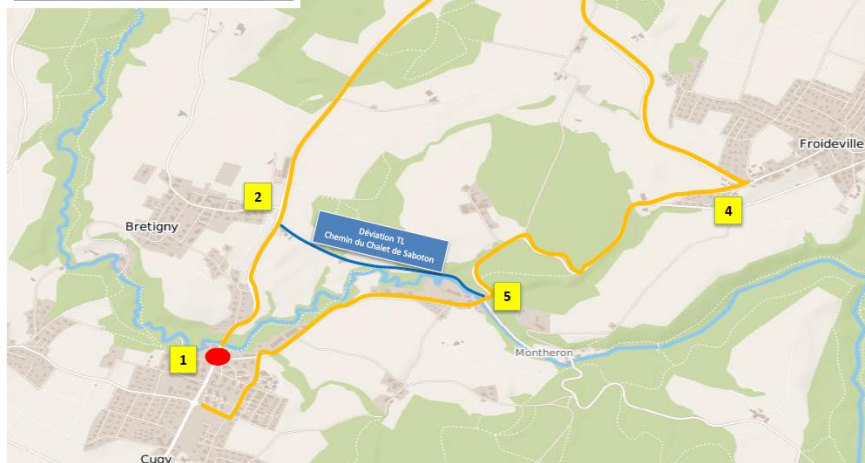 Froideville
2
4
Bretigny
Déviation TL
Chemin du Chalet de Saboton
5
Montheron
1
Cugy